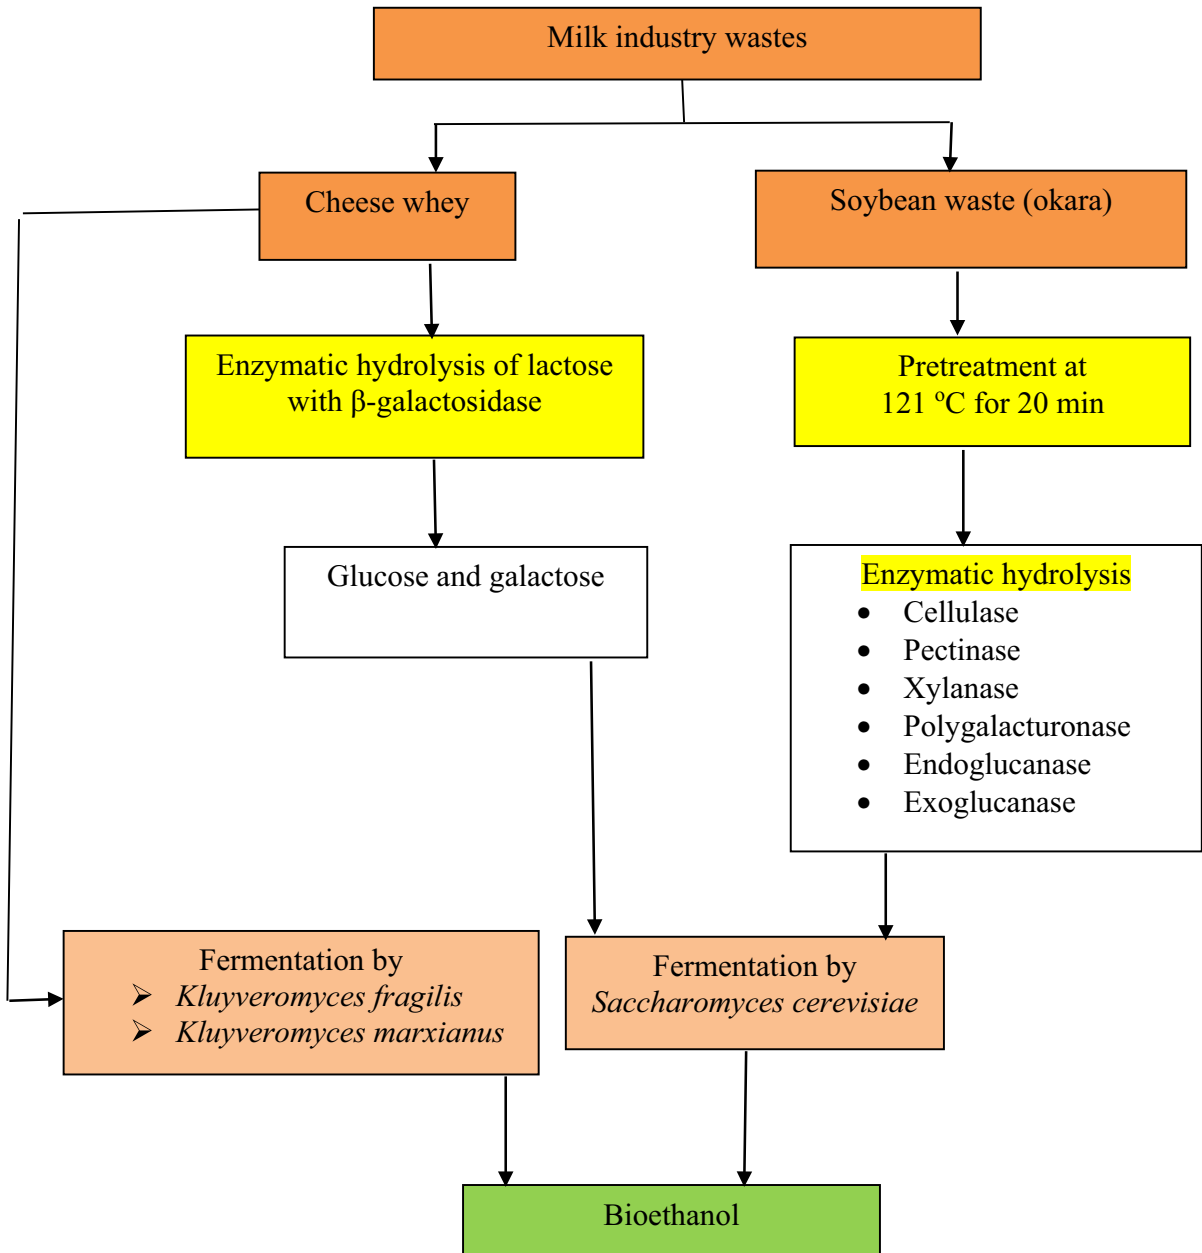 Milk industry wastes
Cheese whey
Soybean waste (okara)
Enzymatic hydrolysis of lactose
with β-galactosidase
Pretreatment at
121 ºC for 20 min
Glucose and galactose
Enzymatic hydrolysis
• Cellulase
• Pectinase
• Xylanase
• Polygalacturonase
• Endoglucanase
• Exoglucanase
Fermentation by
➢ Kluyveromyces fragilis
➢ Kluyveromyces marxianus
Fermentation by
Saccharomyces cerevisiae
Bioethanol